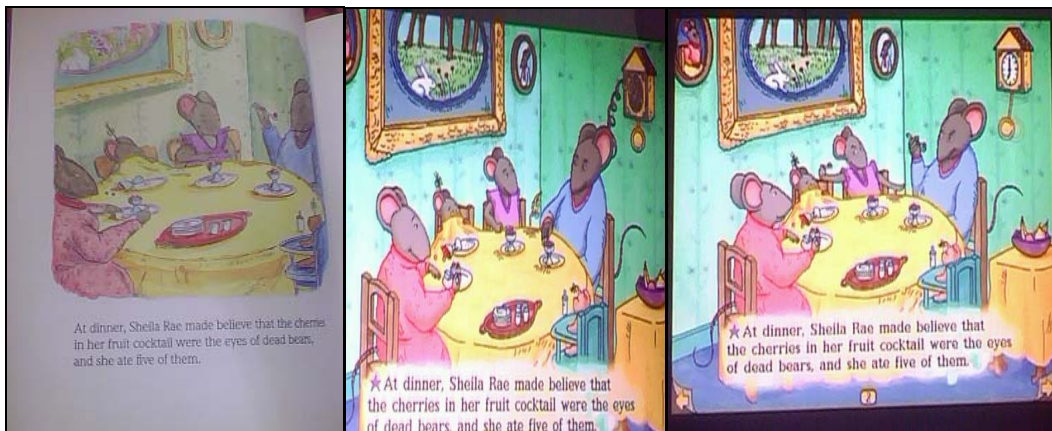 At dinner, Sheila Rae made believe that the cherries
in her fruit cocktail were the eyes of dead bears,
and she ate five of them.
★At dinner, Sheila Rae made believe that
the cherries in her fruit cocktail were the eyes
of dead bears, and she ate five of them.
★At dinner, Sheila Rae made believe that
the cherries in her fruit cocktail were the eyes
of dead bears, and she ate five of them.
2